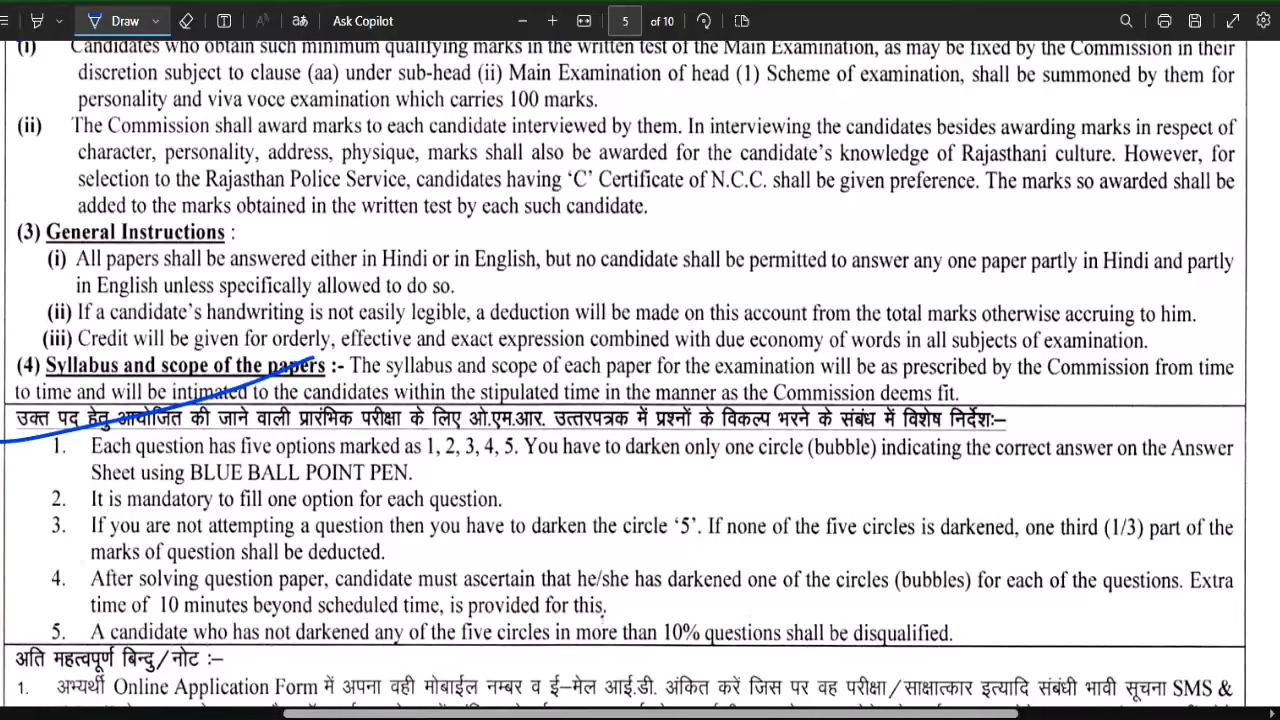 Draw
Ask Copilot
5 of 10
(i) Candidates who obtain such minimum qualifying marks in the written test of the Main Examination, as may be fixed by the Commission in their
discretion subject to clause (aa) under sub-head (ii) Main Examination of head (1) Scheme of examination, shall be summoned by them for
personality and viva voce examination which carries 100 marks.
(ii) The Commission shall award marks to each candidate interviewed by them. In interviewing the candidates besides awarding marks in respect of
character, personality, address, physique, marks shall also be awarded for the candidate's knowledge of Rajasthani culture. However, for
selection to the Rajasthan Police Service, candidates having 'C' Certificate of N.C.C. shall be given preference. The marks so awarded shall be
added to the marks obtained in the written test by each such candidate.
(3) General Instructions :
(i) All papers shall be answered either in Hindi or in English, but no candidate shall be permitted to answer any one paper partly in Hindi and partly
in English unless specifically allowed to do so.
(ii) If a candidate's handwriting is not easily legible, a deduction will be made on this account from the total marks otherwise accruing to him.
(iii) Credit will be given for orderly, effective and exact expression combined with due economy of words in all subjects of examination.
(4) Syllabus and scope of the papers :- The syllabus and scope of each paper for the examination will be as prescribed by the Commission from time
to time and will be intimated to the candidates within the stipulated time in the manner as the Commission deems fit.
उक्त पद हेतु आयोजित की जाने वाली प्रारंभिक परीक्षा के लिए ओ.एम.आर. उत्तरपत्रक में प्रश्नों के विकल्प भरने के संबंध में विशेष निर्देशः–
1. Each question has five options marked as 1, 2, 3, 4, 5. You have to darken only one circle (bubble) indicating the correct answer on the Answer
Sheet using BLUE BALL POINT PEN.
2. It is mandatory to fill one option for each question.
3. If you are not attempting a question then you have to darken the circle '5'. If none of the five circles is darkened, one third (1/3) part of the
marks of question shall be deducted.
4. After solving question paper, candidate must ascertain that he/she has darkened one of the circles (bubbles) for each of the questions. Extra
time of 10 minutes beyond scheduled time, is provided for this.
5. A candidate who has not darkened any of the five circles in more than 10% questions shall be disqualified.
अति महत्वपूर्ण बिन्दु/नोट :–
1. अभ्यर्थी Online Application Form में अपना वही मोबाईल नम्बर व ई–मेल आई.डी. अंकित करें जिस पर वह परीक्षा/साक्षात्कार इत्यादि संबंधी भावी सूचना SMS &